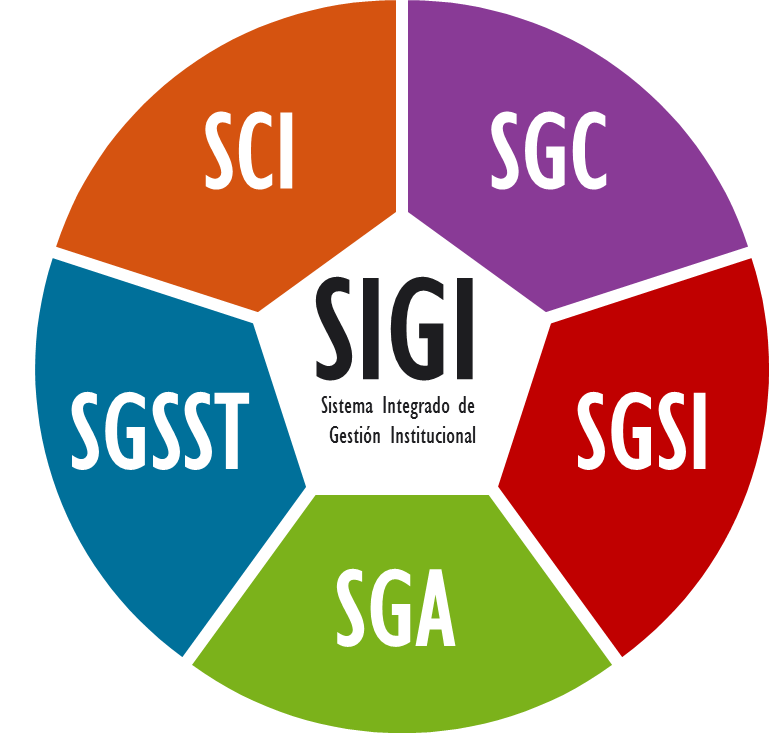 SCI
SGC
SIGI
Sistema Integrado de
Gestión Institucional
SGSST
SGSI
SGA